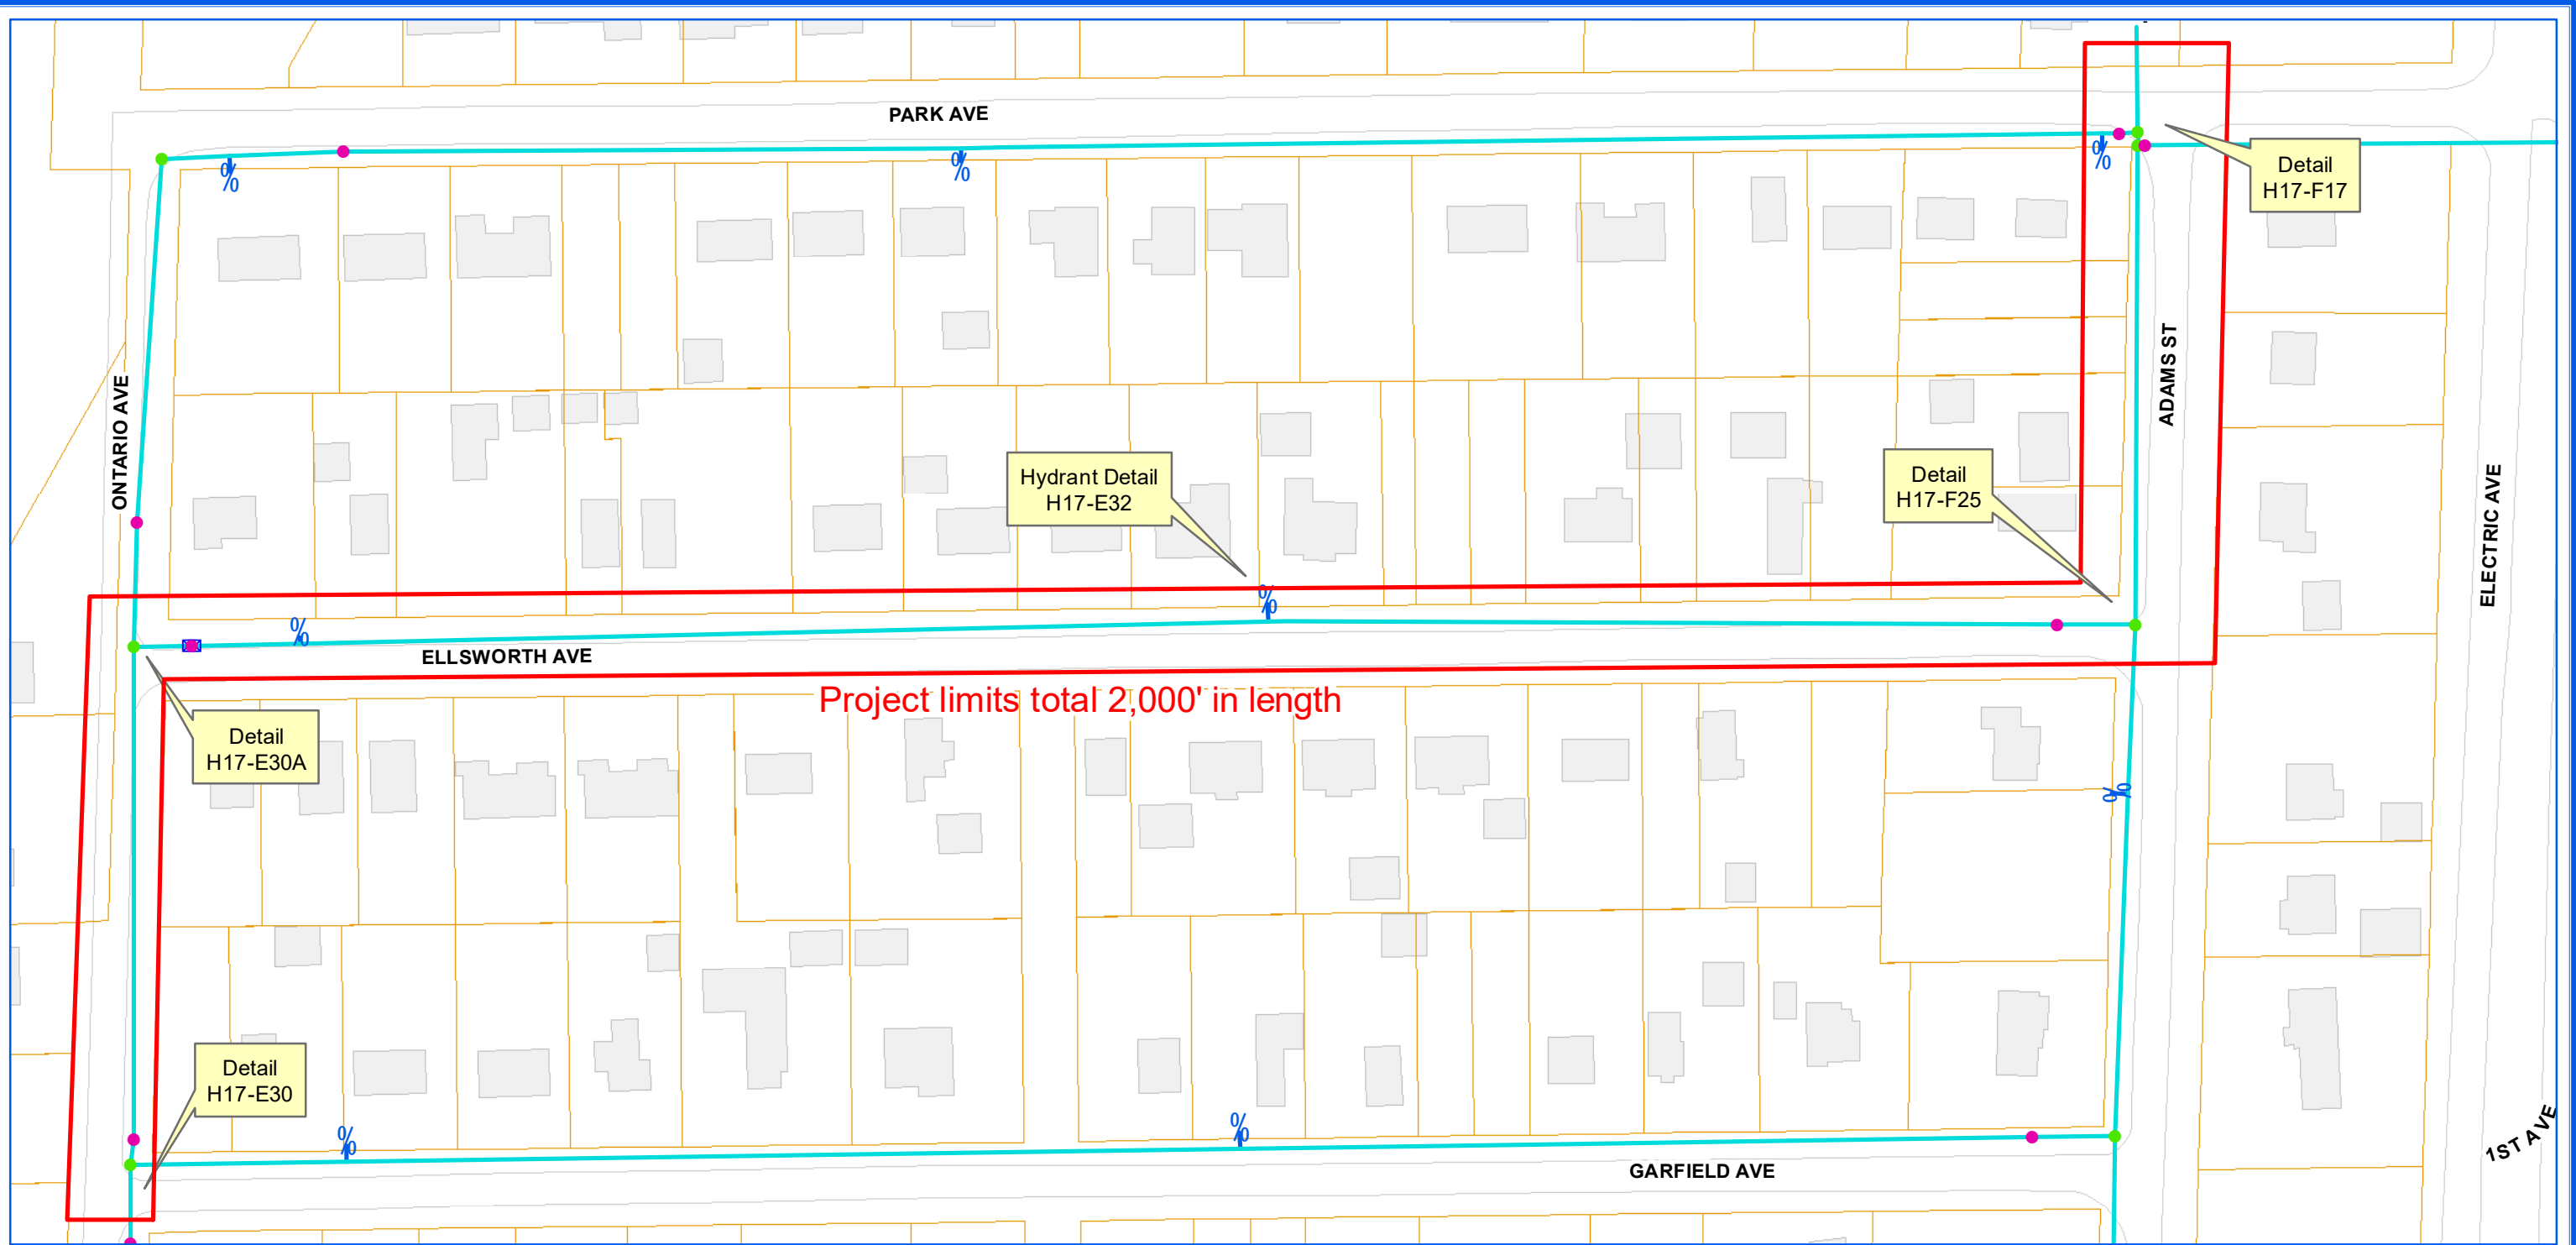 PARK AVE
Detail
H17-F17
ONTARIO AVE
ADAMS ST
Hydrant Detail
H17-E32
Detail
H17-F25
ELECTRIC AVE
ELLSWORTH AVE
Project limits total 2,000' in length
Detail
H17-E30A
Detail
H17-E30
GARFIELD AVE
1ST AVE